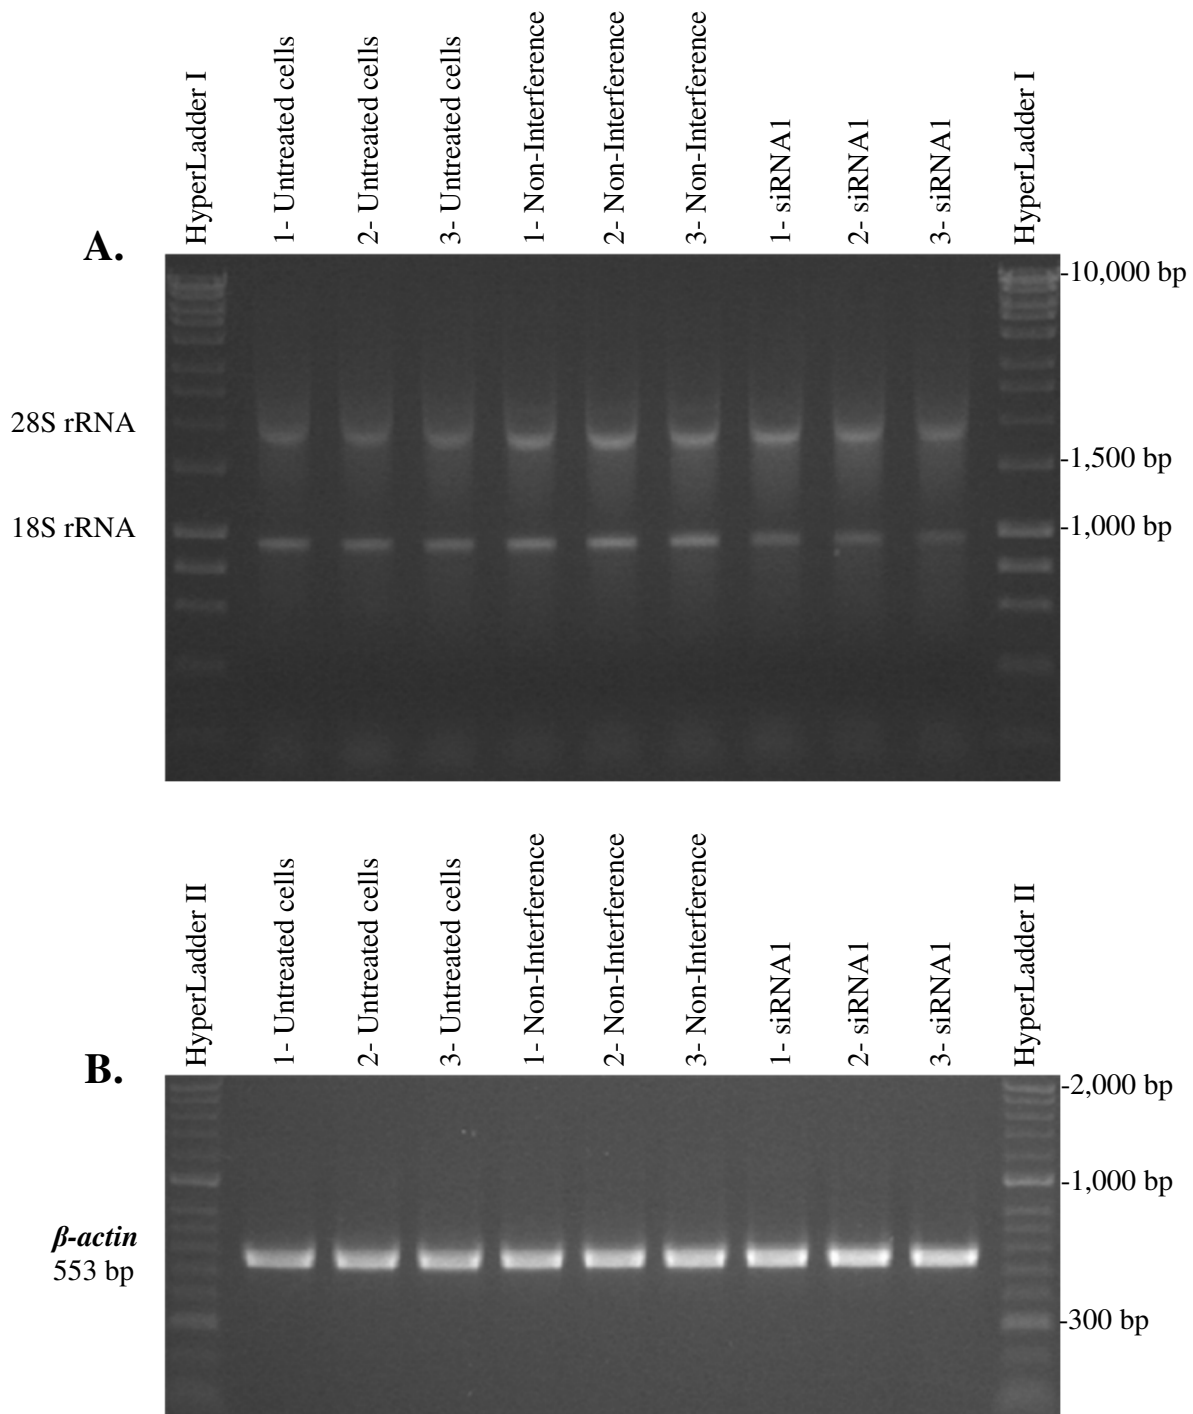 HyperLadder I
1- Untreated cells
2- Untreated cells
3- Untreated cells
1- Non-Interference
2- Non-Interference
3- Non-Interference
1- siRNA1
2- siRNA1
3- siRNA1
HyperLadder I
A.
-10,000 bp
28S rRNA
-1,500 bp
18S rRNA
-1,000 bp
HyperLadder II
1- Untreated cells
2- Untreated cells
3- Untreated cells
1- Non-Interference
2- Non-Interference
3- Non-Interference
1- siRNA1
2- siRNA1
3- siRNA1
HyperLadder II
B.
-2,000 bp
-1,000 bp
β-actin
553 bp
-300 bp